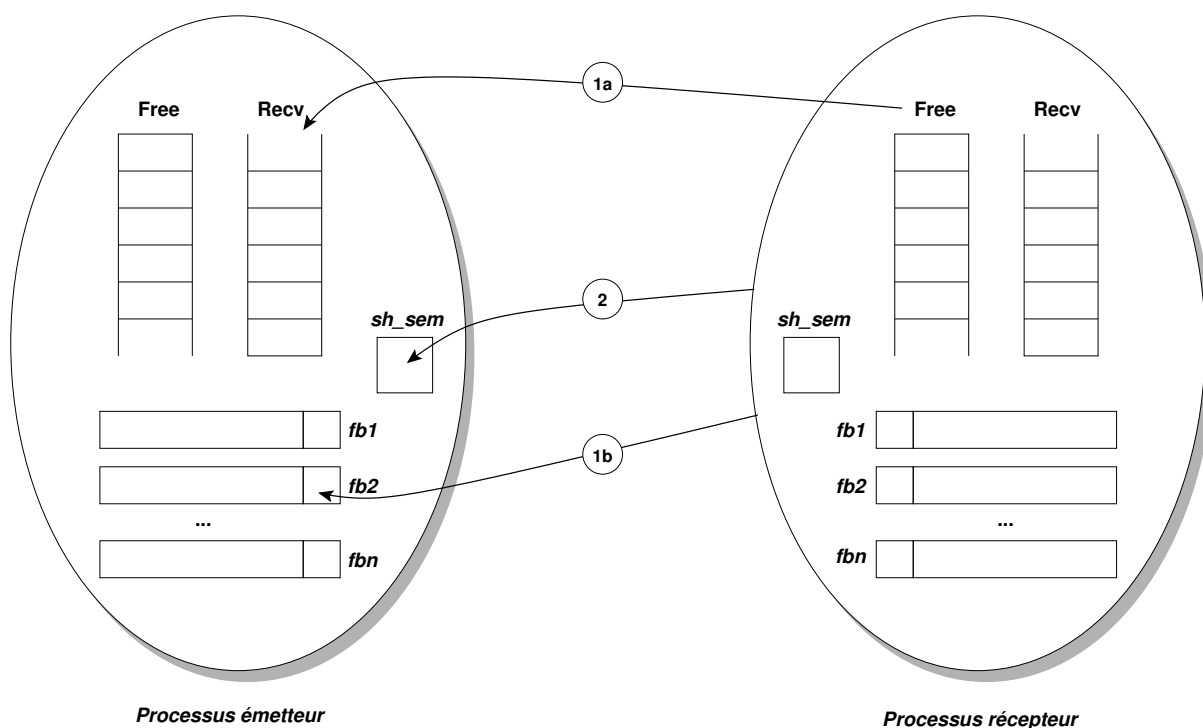 1a
Free Recv Free Recv
2
sh_sem sh_sem
fb1 fb1
1b
fb2 fb2
... ...
fbn fbn
Processus émetteur Processus récepteur